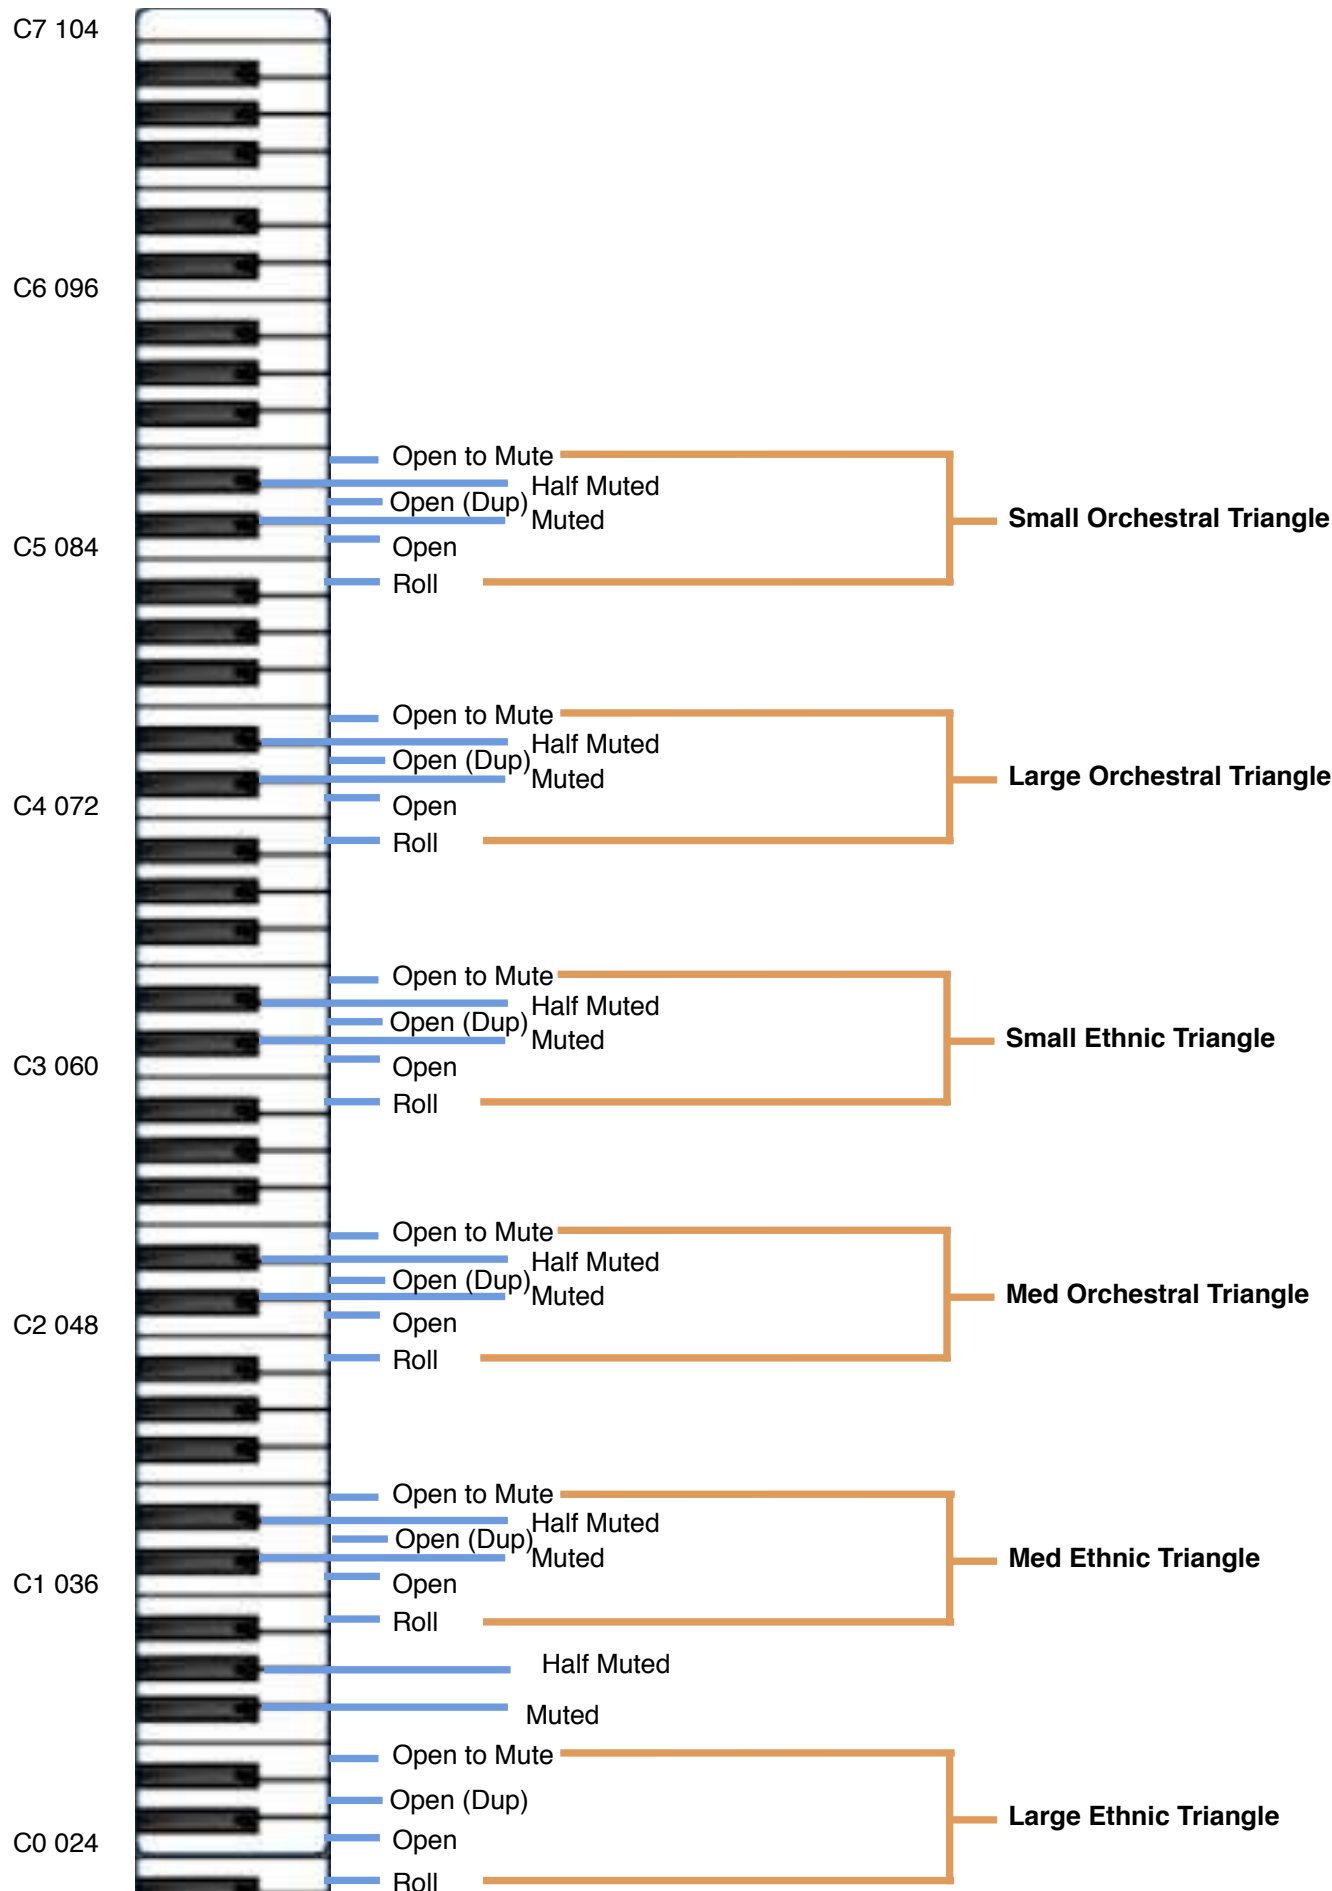 C7 104
C6 096
Open to Mute
Half Muted
Open (Dup)
Small Orchestral Triangle
Muted
C5 084
Open
Roll
Open to Mute
Half Muted
Open (Dup)
Large Orchestral Triangle
Muted
C4 072
Open
Roll
Open to Mute
Half Muted
Open (Dup)
Small Ethnic Triangle
Muted
C3 060
Open
Roll
Open to Mute
Half Muted
Open (Dup)
Med Orchestral Triangle
Muted
C2 048
Open
Roll
Open to Mute
Half Muted
Open (Dup)
Med Ethnic Triangle
Muted
C1 036
Open
Roll
Half Muted
Muted
Open to Mute
Open (Dup)
Large Ethnic Triangle
C0 024
Open
Roll